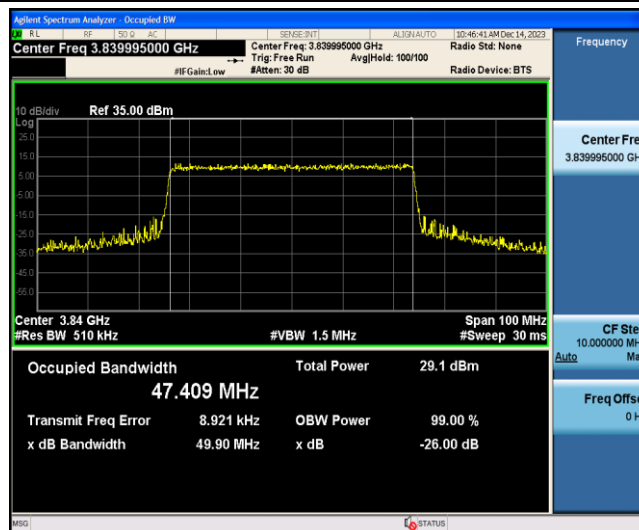 Agilent Spectrum Analyzer - Occupied BW
RL RF 50 Ω AC SENSE:INT ALIGN AUTO 10:46:41 AM Dec 14, 2023
Center Freq 3.839995000 GHz
Center Freq: 3.839995000 GHz
Radio Std: None
Trig: Free Run Avg|Hold: 100/100
#IFGain:Low #Atten: 30 dB Radio Device: BTS
Frequency
10 dB/div Ref 35.00 dBm
Log
25.0
15.0
5.00
-5.00
-15.0
-25.0
-35.0
-45.0
-55.0
Center Fre
3.839995000 GH
Center 3.84 GHz Span 100 MHz
#Res BW 510 kHz #VBW 1.5 MHz #Sweep 30 ms
CF Ste
10.000000 MH
Auto Ma
Occupied Bandwidth Total Power 29.1 dBm
47.409 MHz
Transmit Freq Error 8.921 kHz OBW Power 99.00 %
x dB Bandwidth 49.90 MHz x dB -26.00 dB
Freq Offse
0 H
MSG STATUS